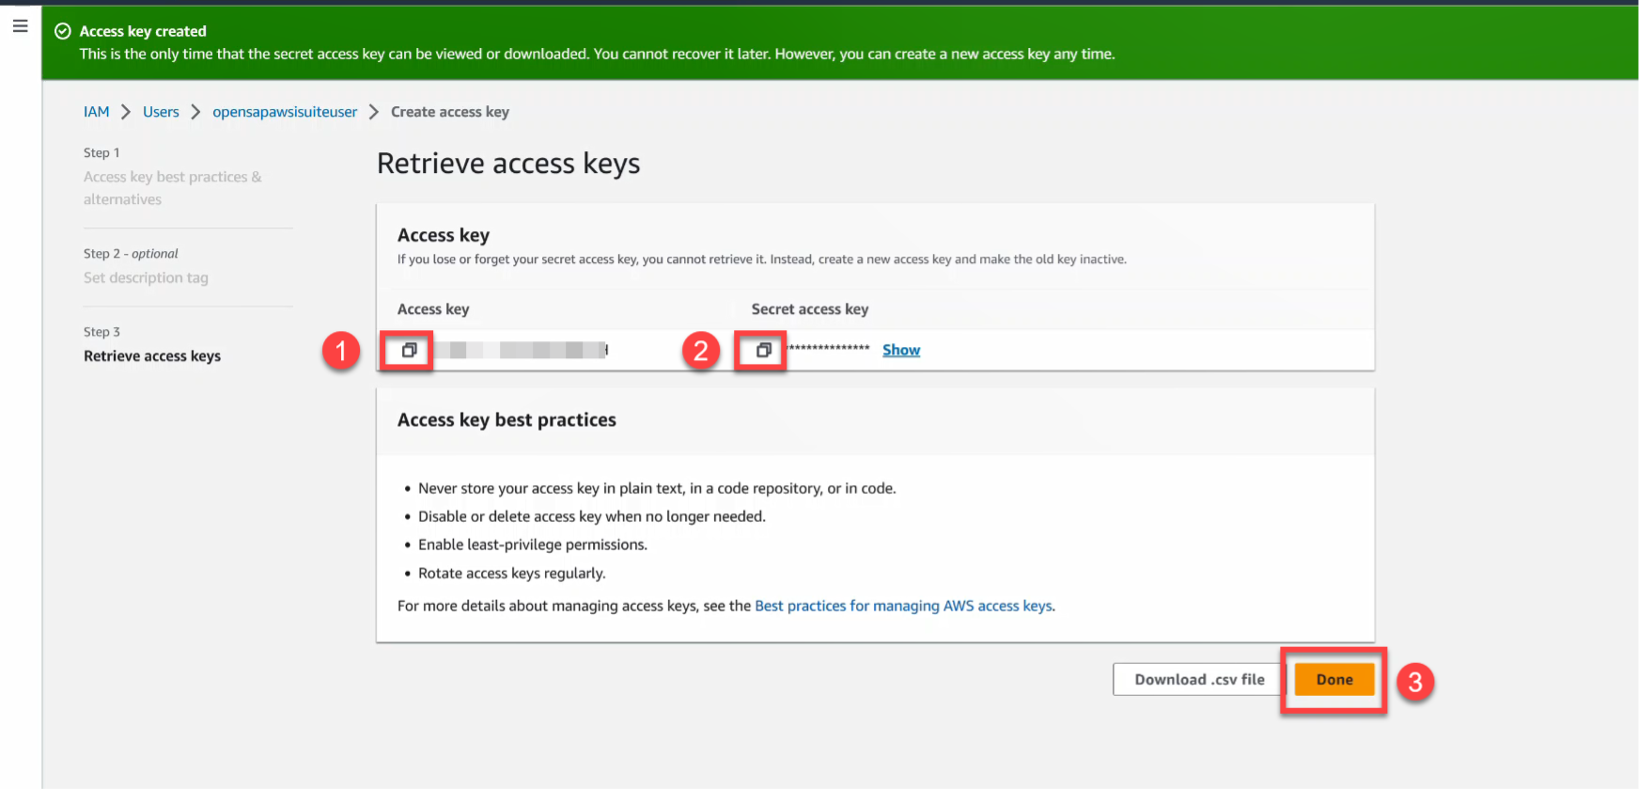 Access key created
This is the only time that the secret access key can be viewed or downloaded. You cannot recover it later. However, you can create a new access key any time.
IAM > Users > opensapawsisuiteuser > Create access key
Step 1
Access key best practices &
alternatives
Step 2 - optional
Set description tag
Step 3
Retrieve access keys
Retrieve access keys
Access key
If you lose or forget your secret access key, you cannot retrieve it. Instead, create a new access key and make the old key inactive.
Access key Secret access key
1 2 *************** Show
Access key best practices
• Never store your access key in plain text, in a code repository, or in code.
• Disable or delete access key when no longer needed.
• Enable least-privilege permissions.
• Rotate access keys regularly.
For more details about managing access keys, see the Best practices for managing AWS access keys.
Download .csv file Done 3